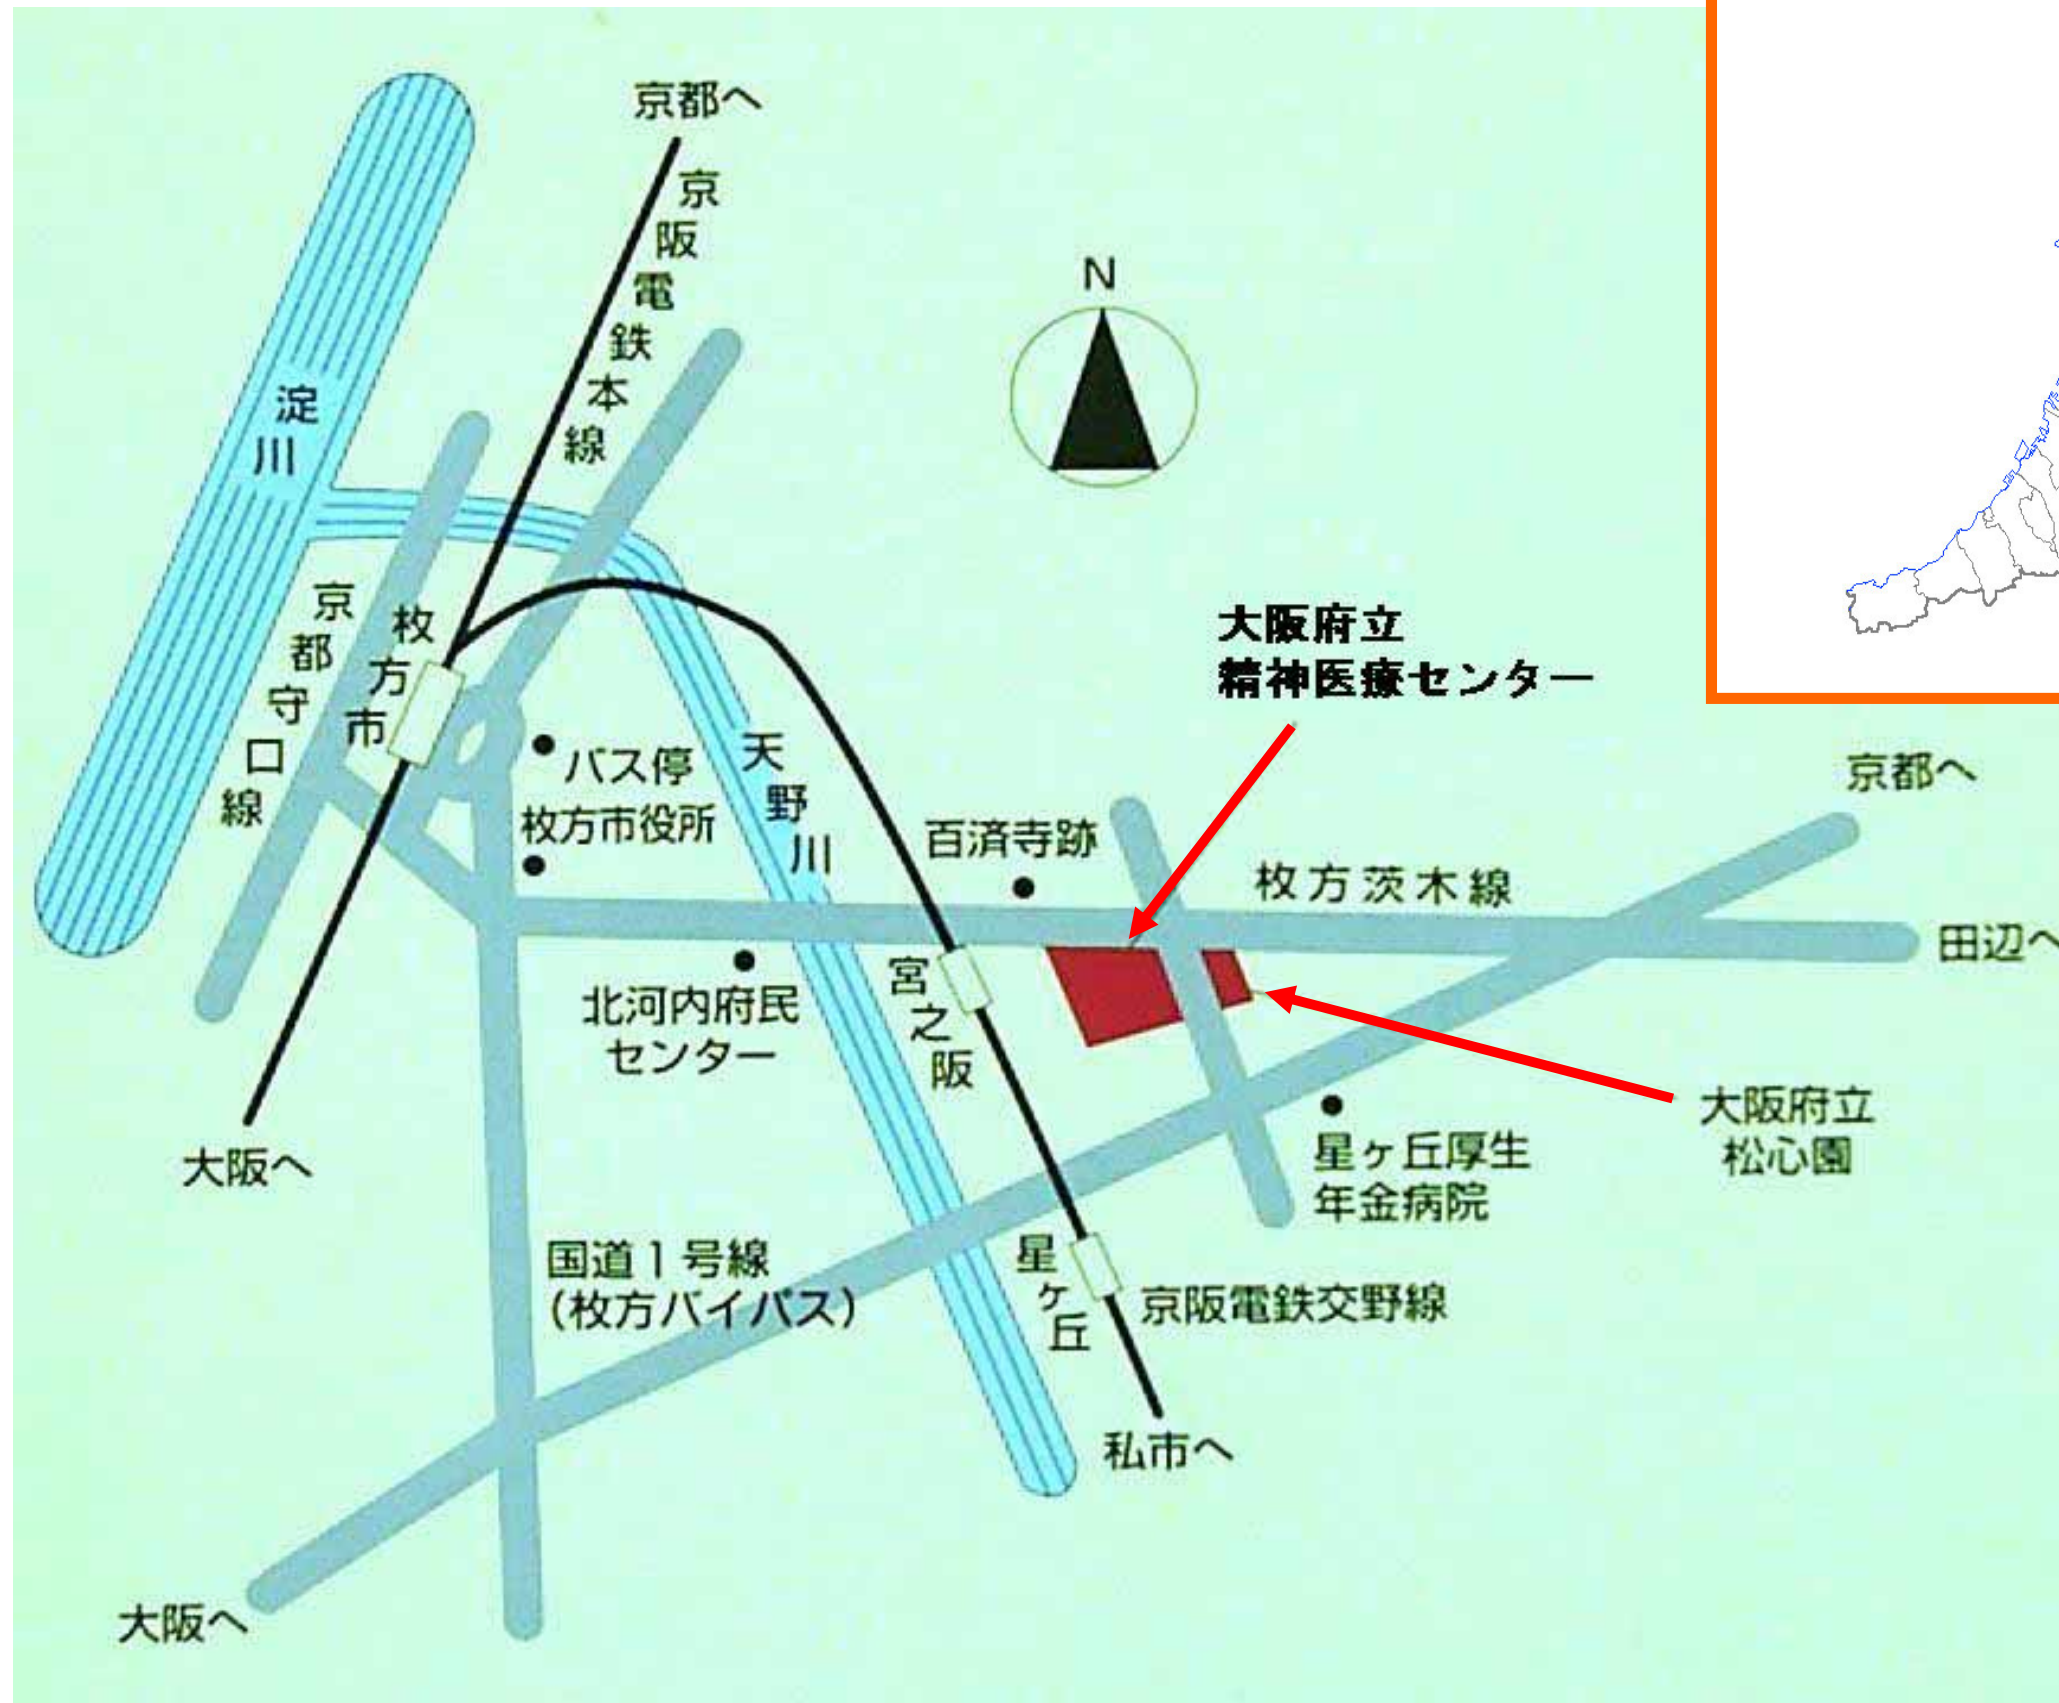 京都へ
京阪電鉄本線
N
淀川
京都守口線
枚方市
大阪府立
精神医療センター
バス停
枚方市役所
天野川
百済寺跡
枚方茨木線
京都へ
田辺へ
北河内府民
センター
宮之阪
大阪へ
大阪府立
松心園
星ヶ丘厚生
年金病院
国道1号線
(枚方バイパス)
星ヶ丘
京阪電鉄交野線
私市へ
大阪へ